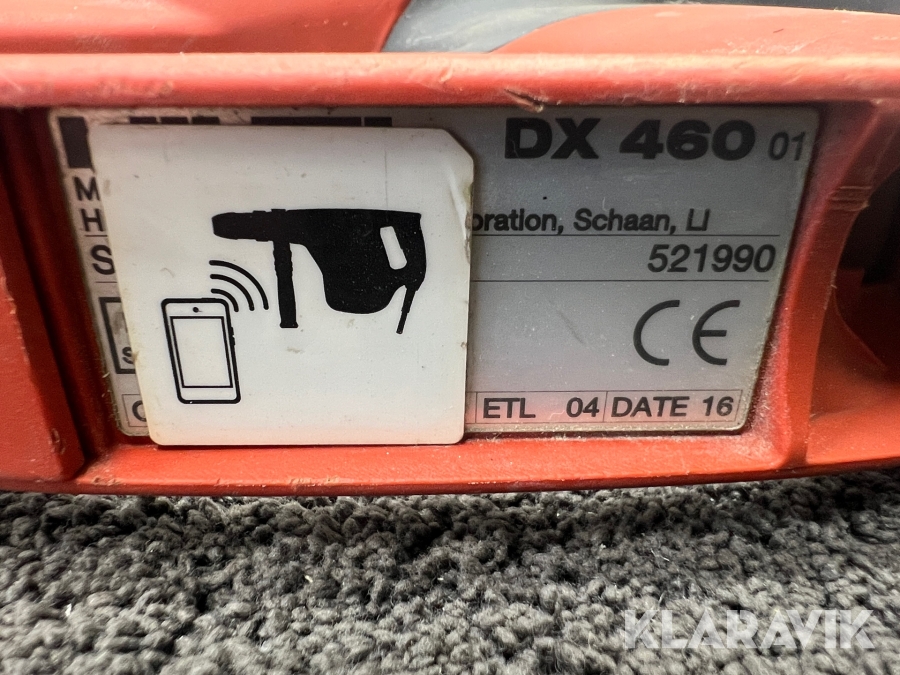 DX 460 01
oration, Schaan, LI
521990
CE
ETL 04 DATE 16
KLARAVIK